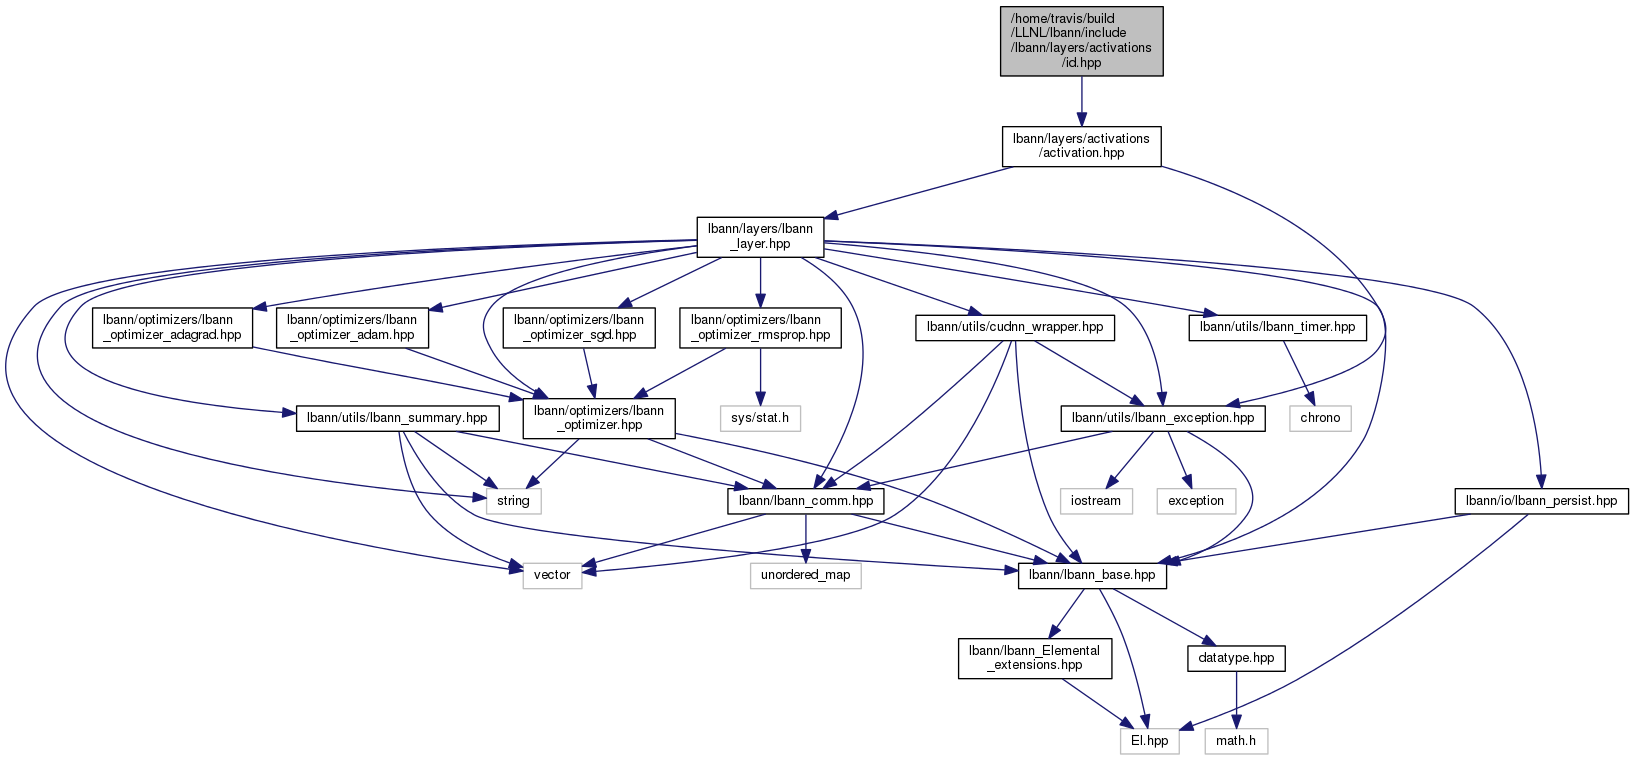 /home/travis/build
/LLNL/lbann/include
/lbann/layers/activations
/id.hpp
lbann/layers/activations
/activation.hpp
lbann/layers/lbann
_layer.hpp
lbann/optimizers/lbann
_optimizer_adagrad.hpp
lbann/optimizers/lbann
_optimizer_adam.hpp
lbann/optimizers/lbann
_optimizer_sgd.hpp
lbann/optimizers/lbann
_optimizer_rmsprop.hpp
lbann/utils/cudnn_wrapper.hpp
lbann/utils/lbann_timer.hpp
lbann/utils/lbann_summary.hpp
lbann/optimizers/lbann
_optimizer.hpp
sys/stat.h
lbann/utils/lbann_exception.hpp
chrono
string
lbann/lbann_comm.hpp
iostream
exception
lbann/io/lbann_persist.hpp
vector
unordered_map
lbann/lbann_base.hpp
lbann/lbann_Elemental
_extensions.hpp
datatype.hpp
El.hpp
math.h